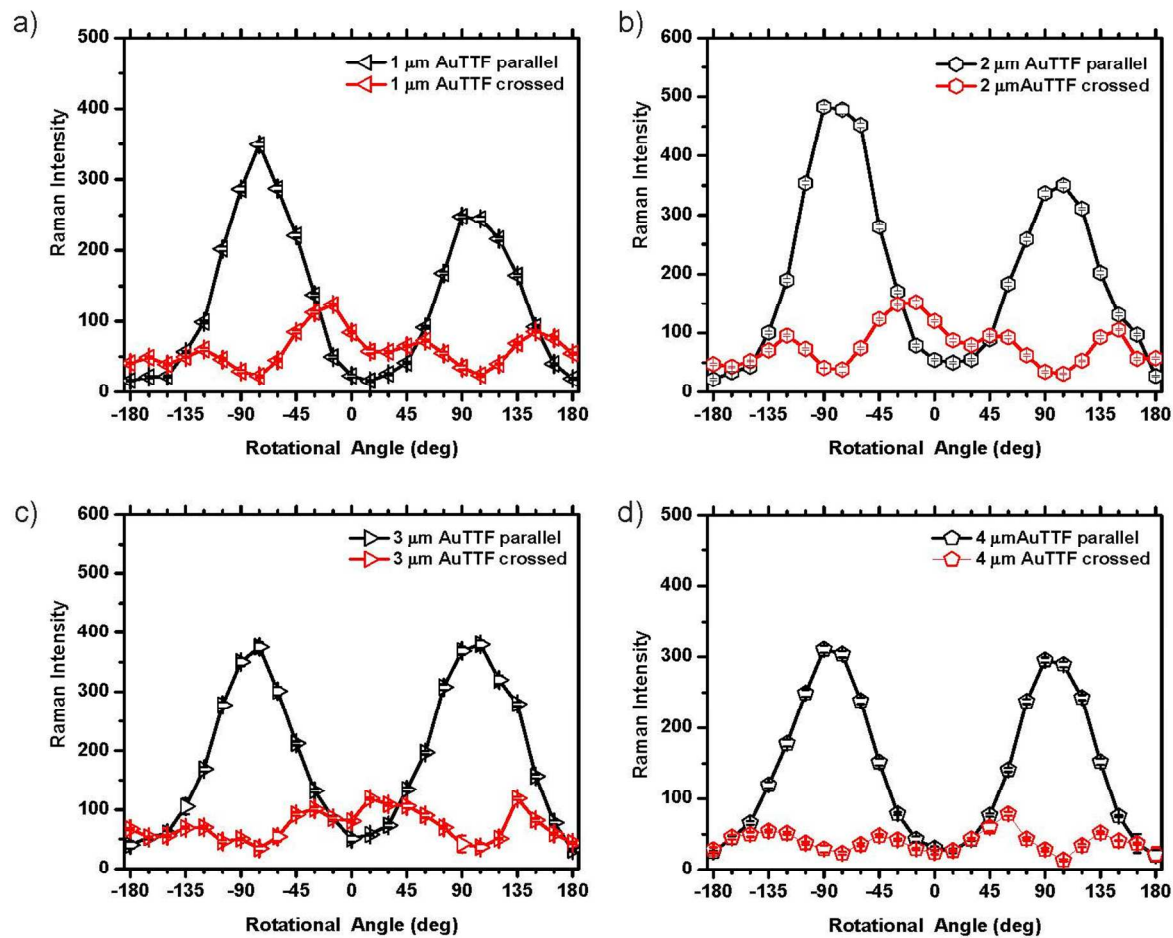 a)
500
400
300
200
100
0
Raman Intensity
1 µm AuTTF parallel
1 µm AuTTF crossed
-180 -135 -90 -45 0 45 90 135 180
Rotational Angle (deg)
b)
600
500
400
300
200
100
0
Raman Intensity
2 µm AuTTF parallel
2 µmAuTTF crossed
-180 -135 -90 -45 0 45 90 135 180
Rotational Angle (deg)
c)
600
500
400
300
200
100
0
Raman Intensity
3 µm AuTTF parallel
3 µm AuTTF crossed
-180 -135 -90 -45 0 45 90 135 180
Rotational Angle (deg)
d)
500
400
300
200
100
0
Raman Intensity
4 µmAuTTF parallel
4 µm AuTTF crossed
-180 -135 -90 -45 0 45 90 135 180
Rotational Angle (deg)